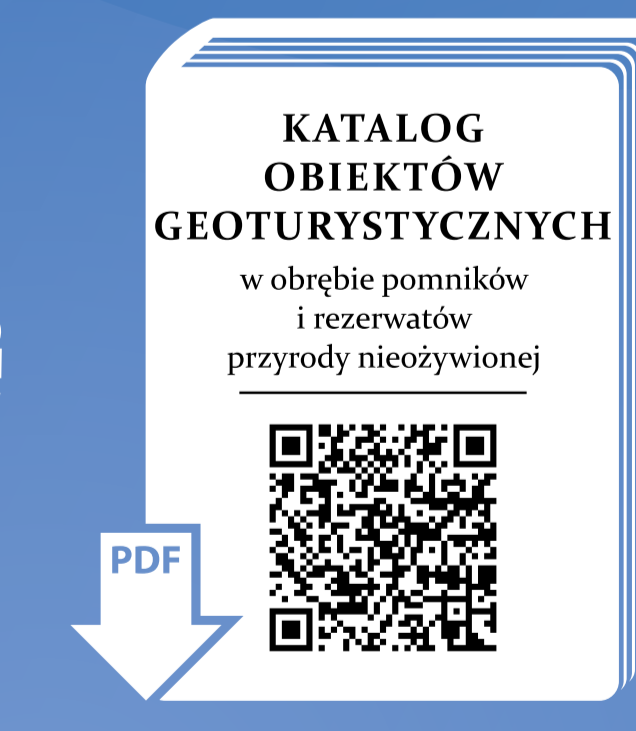 KATALOG
OBIEKTÓW
GEOTURYSTYCZNYCH
w obrębie pomników
i rezerwatów
przyrody nieożywionej
PDF